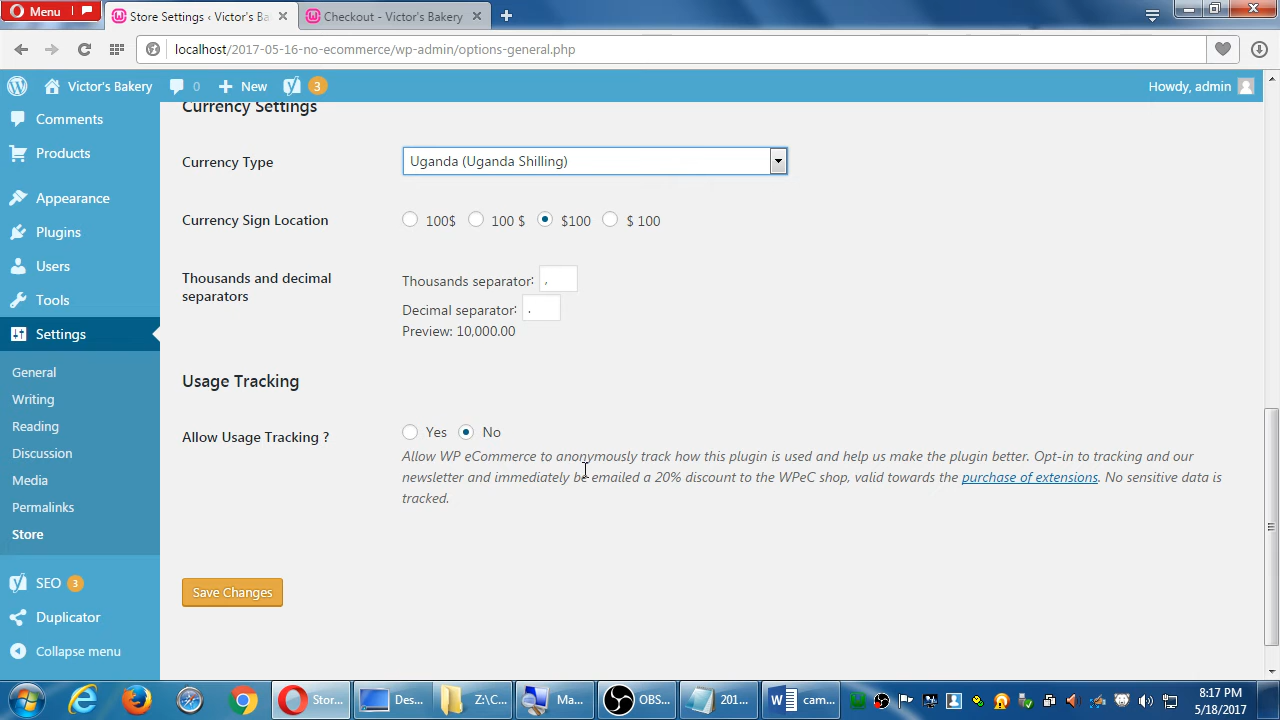 Menu
Store Settings ‹ Victor's Ba
Checkout - Victor's Bakery
localhost/2017-05-16-no-ecommerce/wp-admin/options-general.php
Victor's Bakery
0
New
3
Howdy, admin
Comments
Products
Appearance
Plugins
Users
Tools
Settings
General
Writing
Reading
Discussion
Media
Permalinks
Store
SEO 3
Duplicator
Collapse menu
Currency Settings
Currency Type
Uganda (Uganda Shilling)
Currency Sign Location
100$ 100 $ $100 $ 100
Thousands and decimal
separators
Thousands separator: ,
Decimal separator: .
Preview: 10,000.00
Usage Tracking
Allow Usage Tracking ?
Yes No
Allow WP eCommerce to anonymously track how this plugin is used and help us make the plugin better. Opt-in to tracking and our
newsletter and immediately be emailed a 20% discount to the WPeC shop, valid towards the purchase of extensions. No sensitive data is
tracked.
Save Changes
Stor...
Des...
Z:\C...
Ma...
OBS...
201...
cam...
8:17 PM
5/18/2017